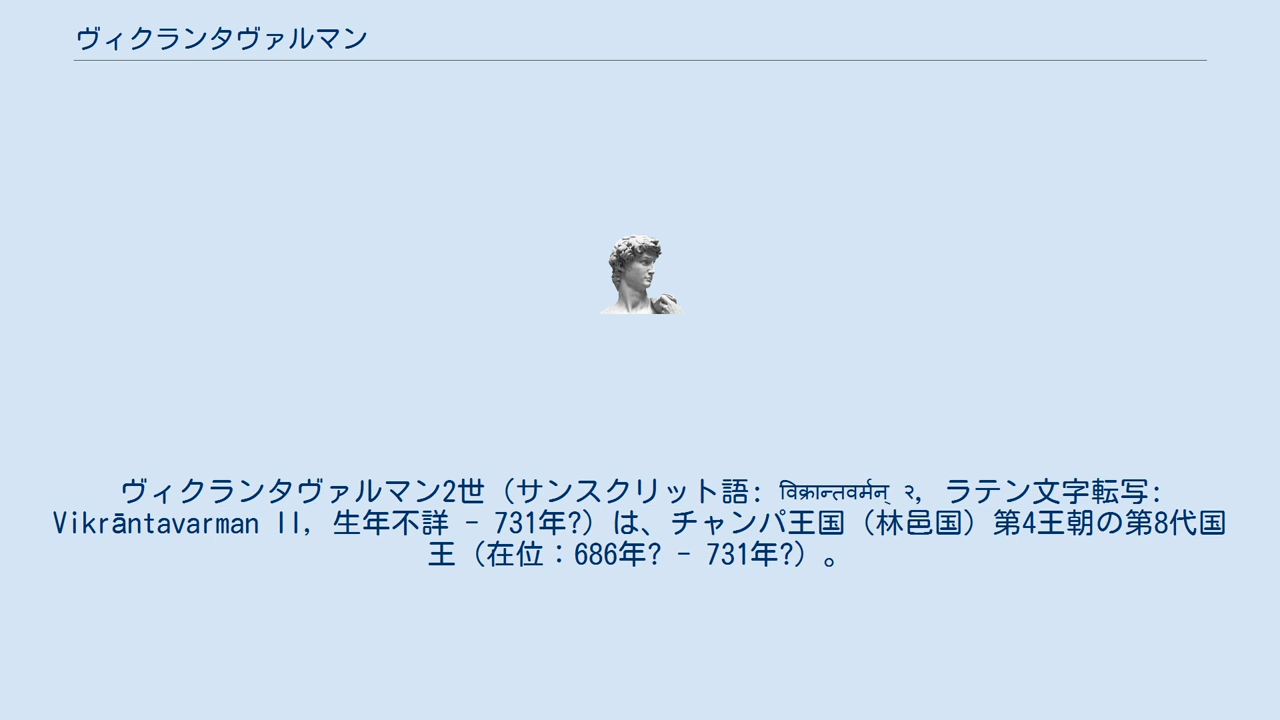 ヴィクランタヴァルマン
ヴィクランタヴァルマン2世（サンスクリット語: विक्रान्तवर्मन् २, ラテン文字転写:
Vikrāntavarman II, 生年不詳 - 731年?）は、チャンパ王国（林邑国）第4王朝の第8代国
王（在位：686年? - 731年?）。